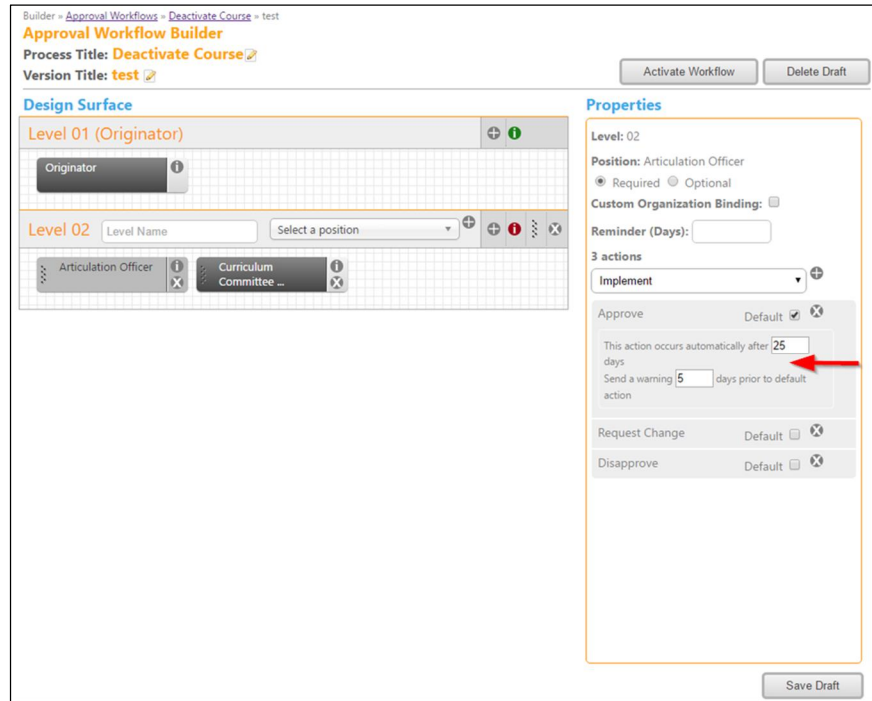 Builder » Approval Workflows » Deactivate Course » test
Approval Workflow Builder
Process Title: Deactivate Course
Version Title: test
Activate Workflow
Delete Draft
Design Surface
Level 01 (Originator)
Originator
Level 02
Level Name
Select a position
Articulation Officer
Curriculum
Committee ...
Properties
Level: 02
Position: Articulation Officer
Required Optional
Custom Organization Binding:
Reminder (Days):
3 actions
Implement
Approve Default
This action occurs automatically after 25
days
Send a warning 5 days prior to default
action
Request Change Default
Disapprove Default
Save Draft